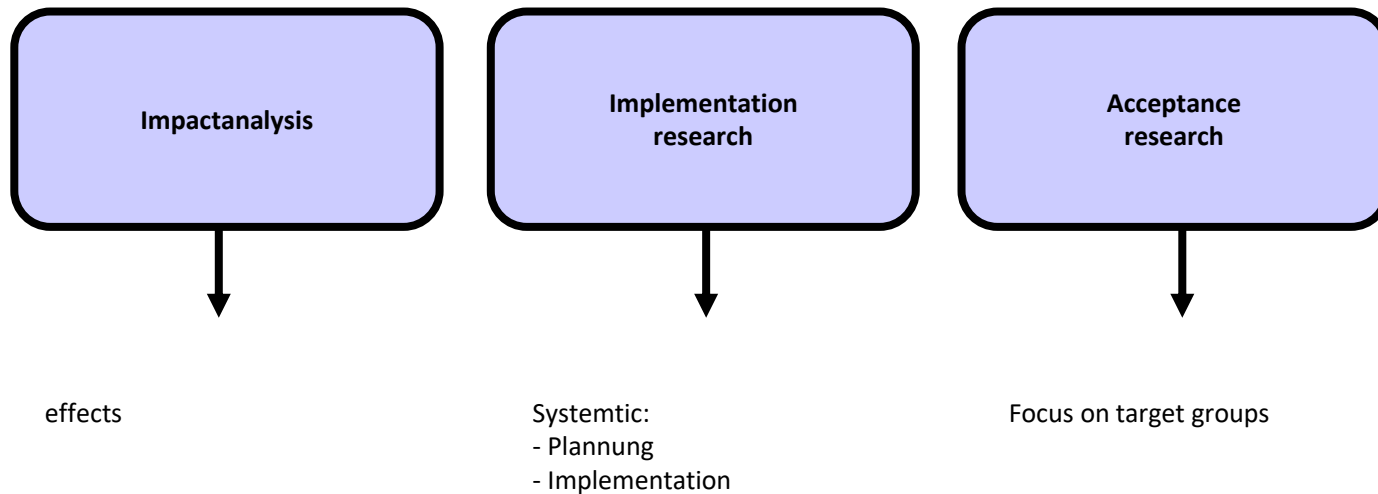 Impactanalysis
Implementation
research
Acceptance
research
effects
Systemtic:
- Plannung
- Implementation
Focus on target groups